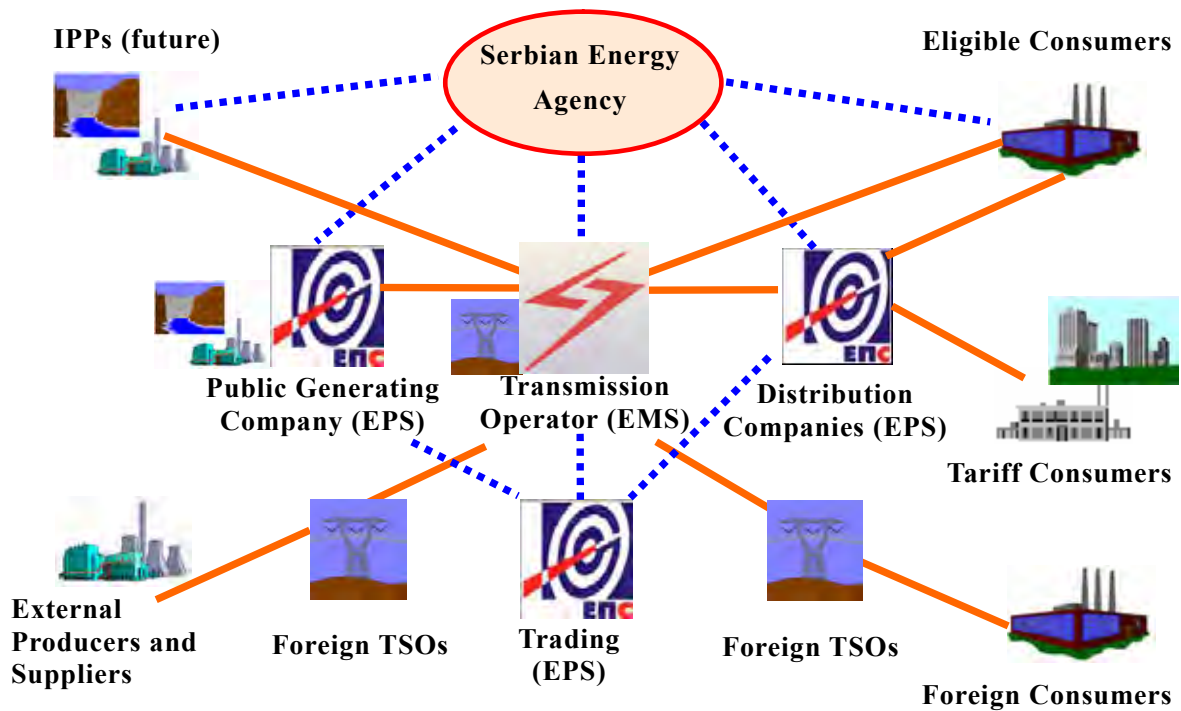 IPPs (future)
Serbian Energy
Agency
Eligible Consumers
ЕПС
ЕПС
Public Generating
Company (EPS)
Transmission
Operator (EMS)
Distribution
Companies (EPS)
Tariff Consumers
ЕПС
External
Producers and
Suppliers
Foreign TSOs
Trading
(EPS)
Foreign TSOs
Foreign Consumers